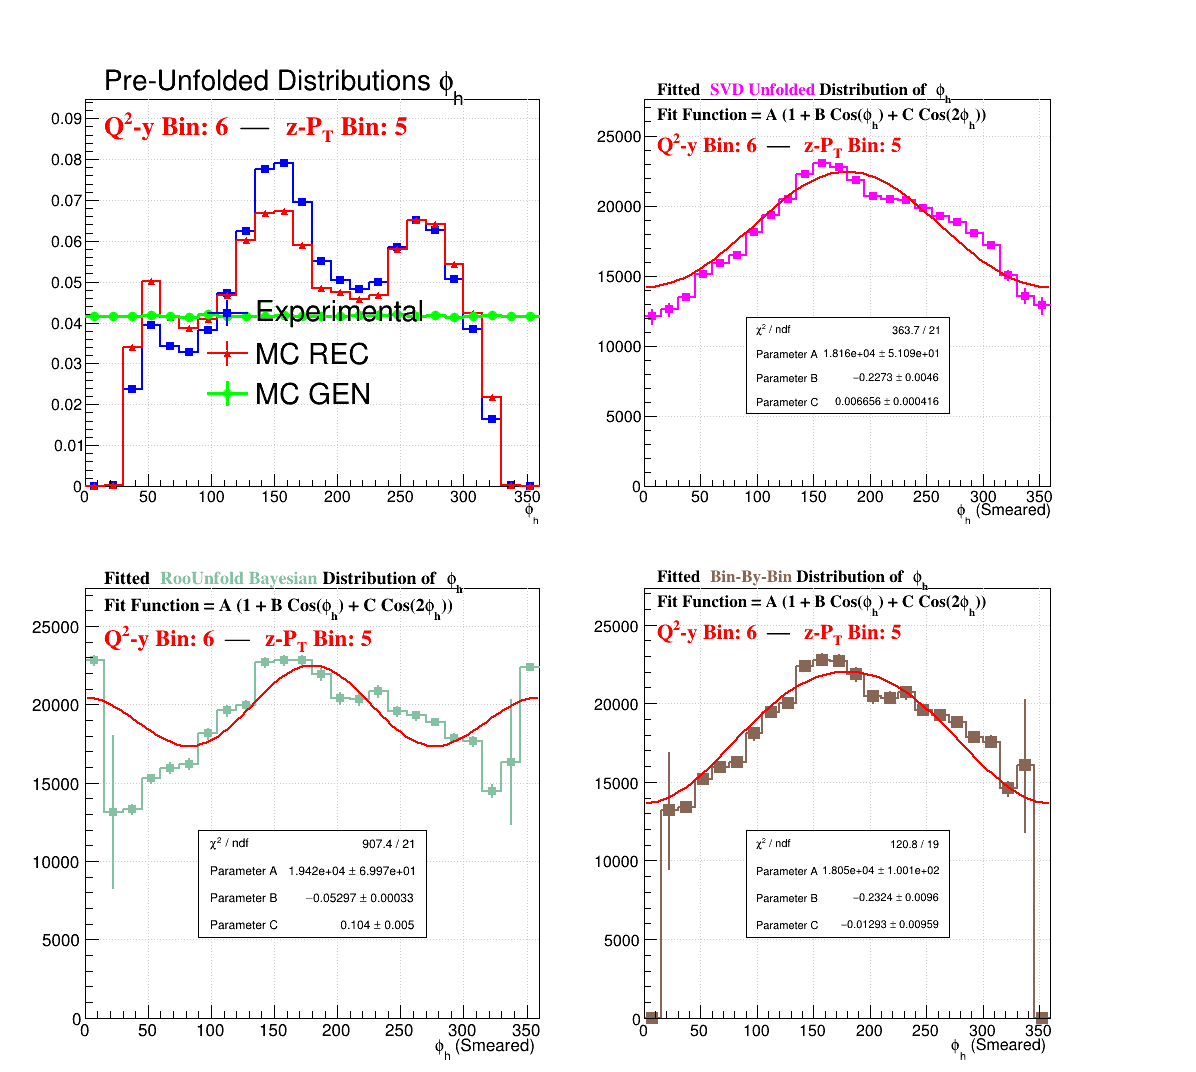 Pre-Unfolded Distributions ϕh
Q2-y Bin: 6 — z-PT Bin: 5
0.09
0.08
0.07
0.06
0.05
0.04
0.03
0.02
0.01
0
Experimental
MC REC
MC GEN
0 50 100 150 200 250 300 350
ϕh
Fitted SVD Unfolded Distribution of ϕh
Fit Function = A (1 + B Cos(ϕh) + C Cos(2ϕh))
Q2-y Bin: 6 — z-PT Bin: 5
25000
20000
15000
10000
5000
0
χ2 / ndf 363.7 / 21
Parameter A 1.816e+04 ± 5.109e+01
Parameter B −0.2273 ± 0.0046
Parameter C 0.006656 ± 0.000416
0 50 100 150 200 250 300 350
ϕh (Smeared)
Fitted RooUnfold Bayesian Distribution of ϕh
Fit Function = A (1 + B Cos(ϕh) + C Cos(2ϕh))
Q2-y Bin: 6 — z-PT Bin: 5
25000
20000
15000
10000
5000
0
χ2 / ndf 907.4 / 21
Parameter A 1.942e+04 ± 6.997e+01
Parameter B −0.05297 ± 0.00033
Parameter C 0.104 ± 0.005
0 50 100 150 200 250 300 350
ϕh (Smeared)
Fitted Bin-By-Bin Distribution of ϕh
Fit Function = A (1 + B Cos(ϕh) + C Cos(2ϕh))
Q2-y Bin: 6 — z-PT Bin: 5
25000
20000
15000
10000
5000
0
χ2 / ndf 120.8 / 19
Parameter A 1.805e+04 ± 1.001e+02
Parameter B −0.2324 ± 0.0096
Parameter C −0.01293 ± 0.00959
0 50 100 150 200 250 300 350
ϕh (Smeared)